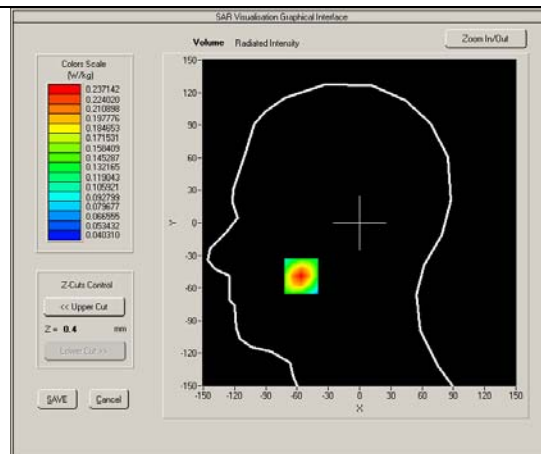 SAR Visualisation Graphical Interface
Volume Radiated Intensity
Zoom In/Out
Colors Scale
(W/kg)
0.237142
0.224020
0.210898
0.197776
0.184653
0.171531
0.158409
0.145287
0.132165
0.119043
0.105921
0.092799
0.079677
0.066555
0.053432
0.040310
Z-Cuts Control
<< Upper Cut
Z = 0.4 mm
Lower Cut >>
SAVE Cancel
150
120
90
60
30
0
-30
-60
-90
-120
-150
Y
-150 -120 -90 -60 -30 0 30 60 90 120 150
X